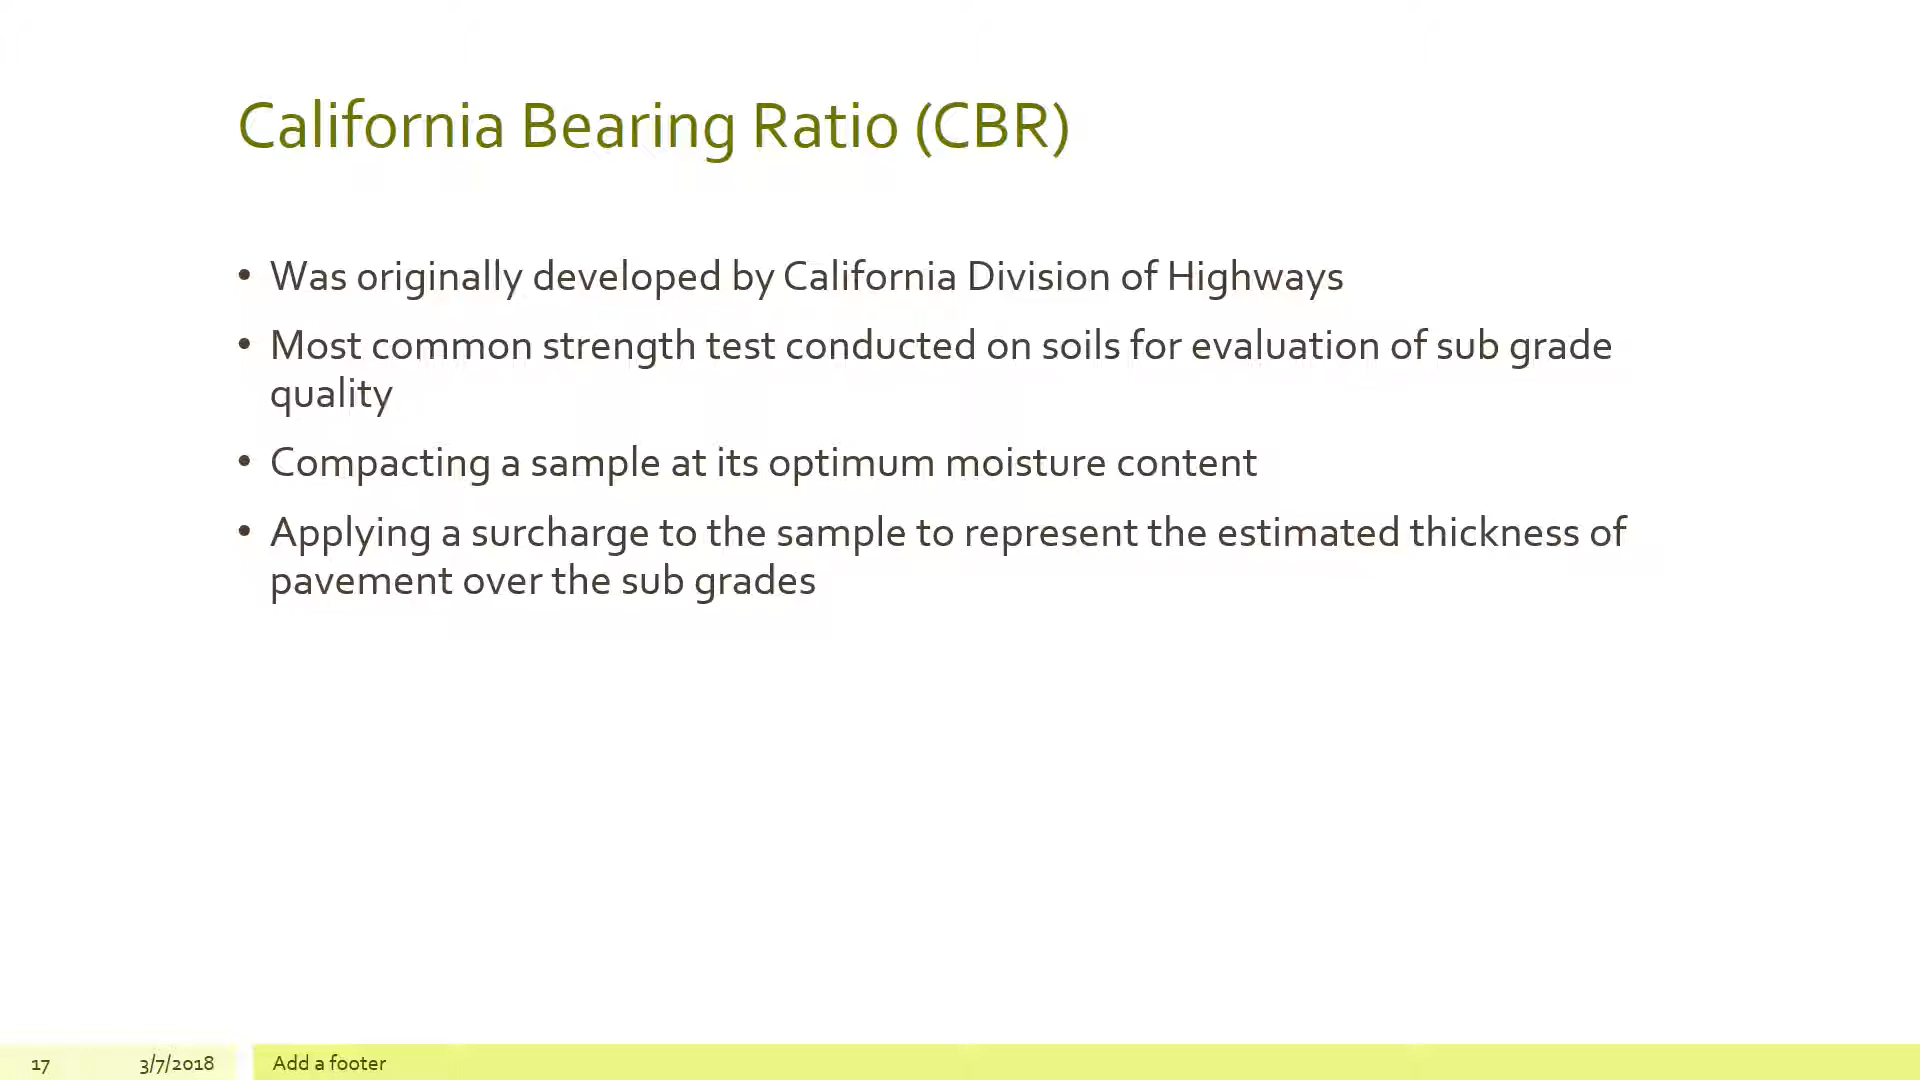 California Bearing Ratio (CBR)
• Was originally developed by California Division of Highways
• Most common strength test conducted on soils for evaluation of sub grade
quality
• Compacting a sample at its optimum moisture content
• Applying a surcharge to the sample to represent the estimated thickness of
pavement over the sub grades
17 3/7/2018 Add a footer